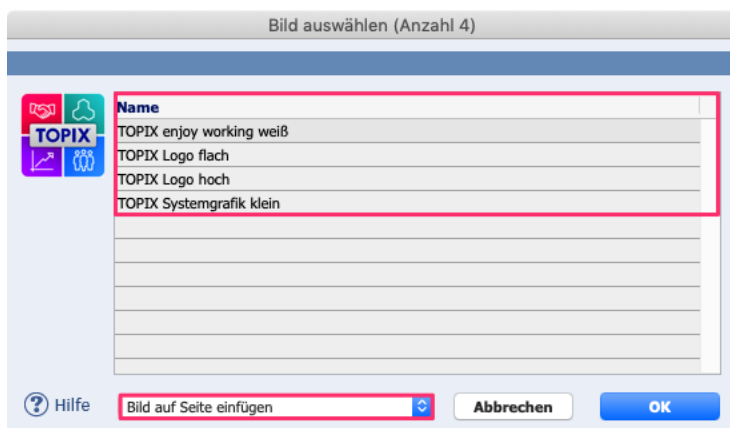 Bild auswählen (Anzahl 4)
TOPIX
Name
TOPIX enjoy working weiß
TOPIX Logo flach
TOPIX Logo hoch
TOPIX Systemgrafik klein
? Hilfe
Bild auf Seite einfügen
Abbrechen
OK